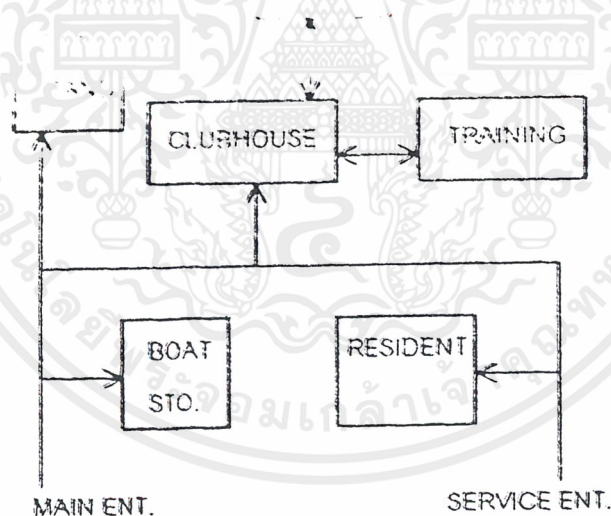 CLUBHOUSE
TRAINING
BOAT
STO.
RESIDENT
MAIN ENT.
SERVICE ENT.